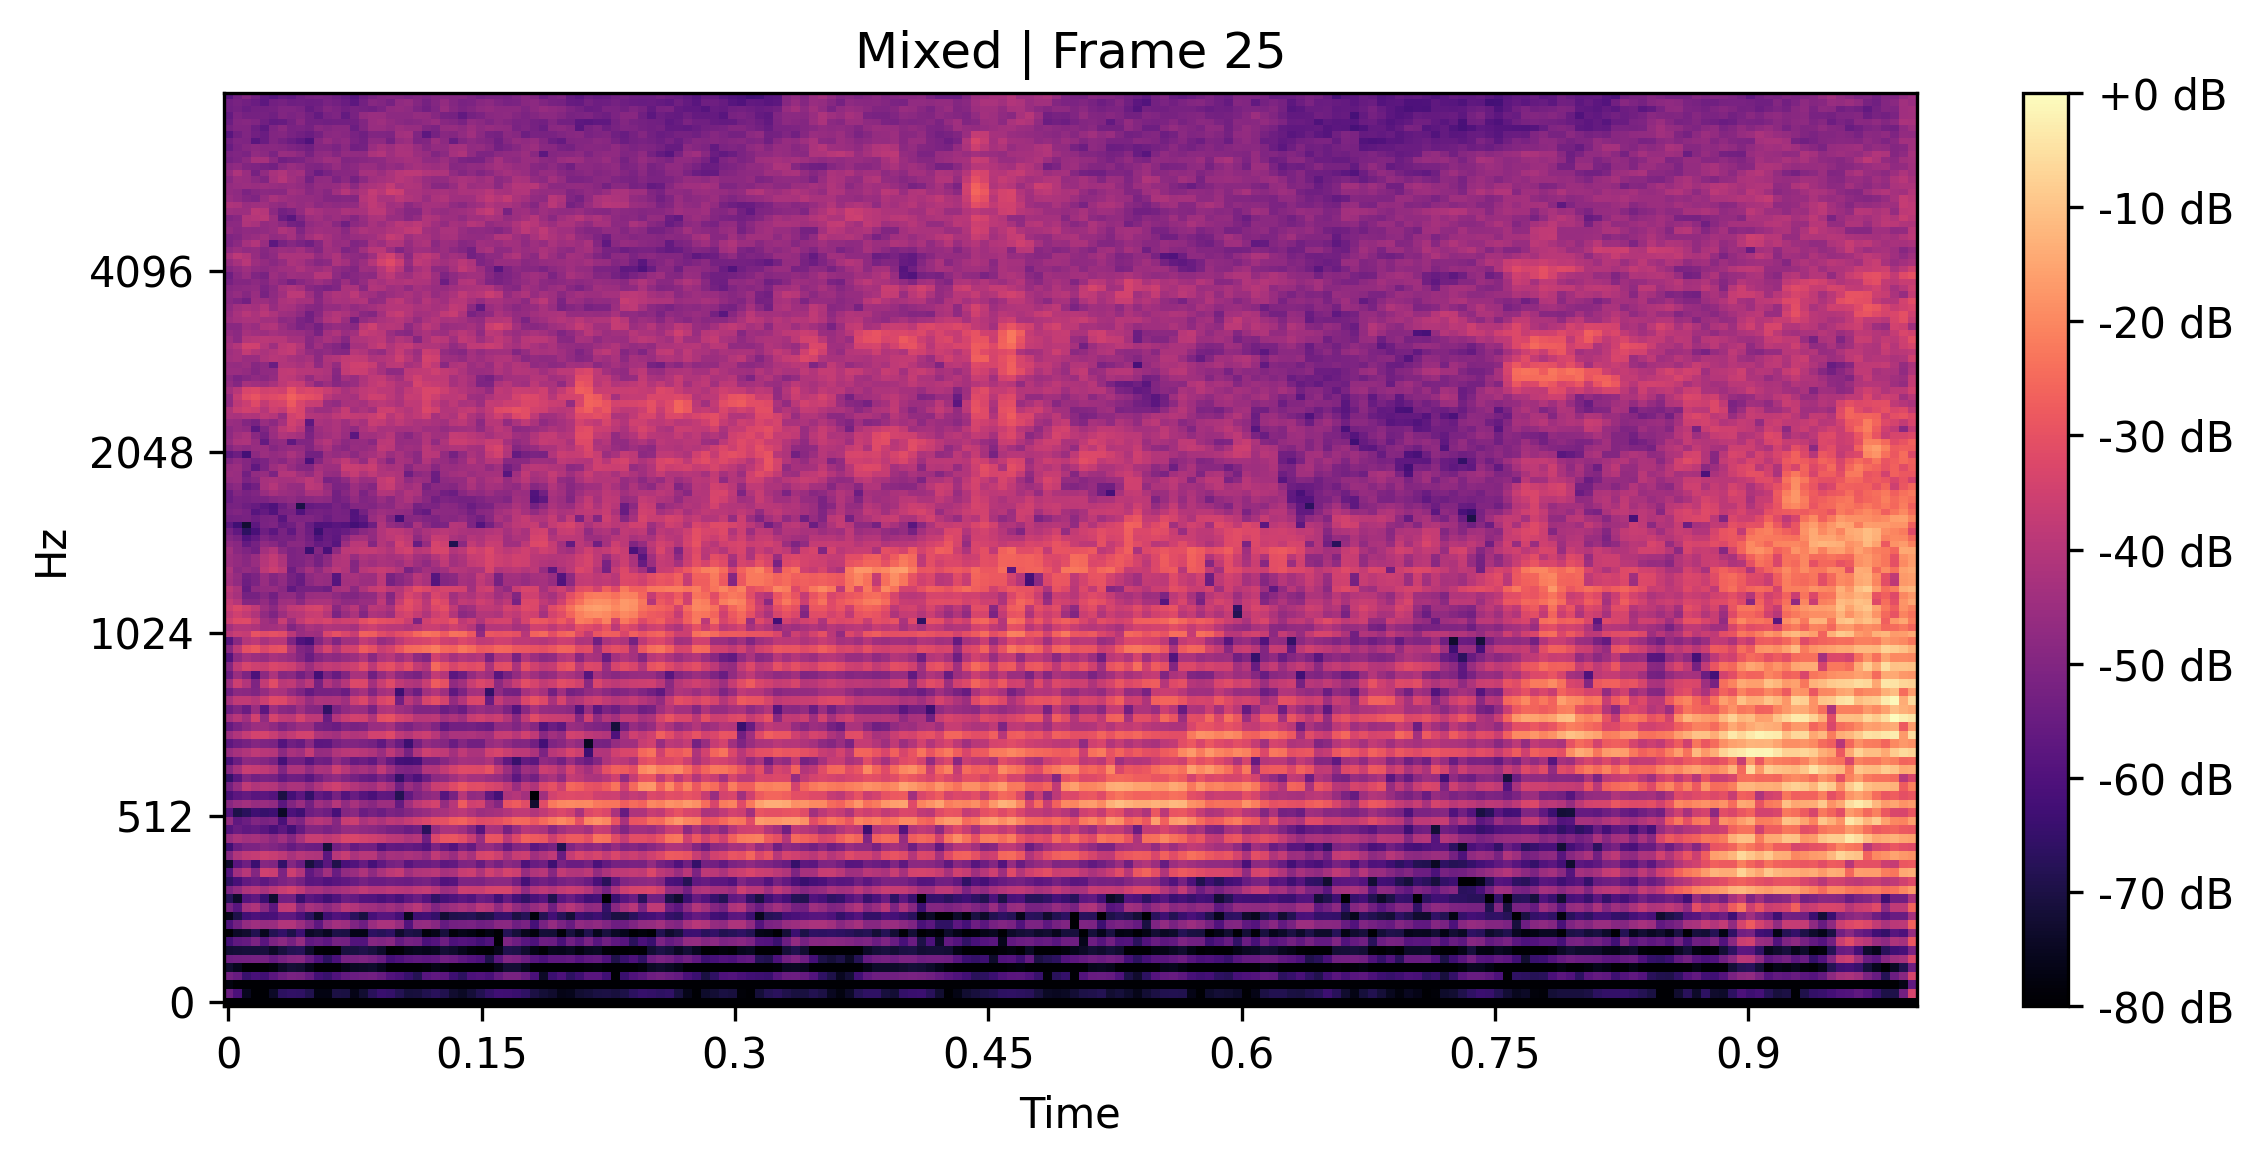 Mixed | Frame 25
Hz
4096
2048
1024
512
0
0 0.15 0.3 0.45 0.6 0.75 0.9
Time
+0 dB
-10 dB
-20 dB
-30 dB
-40 dB
-50 dB
-60 dB
-70 dB
-80 dB